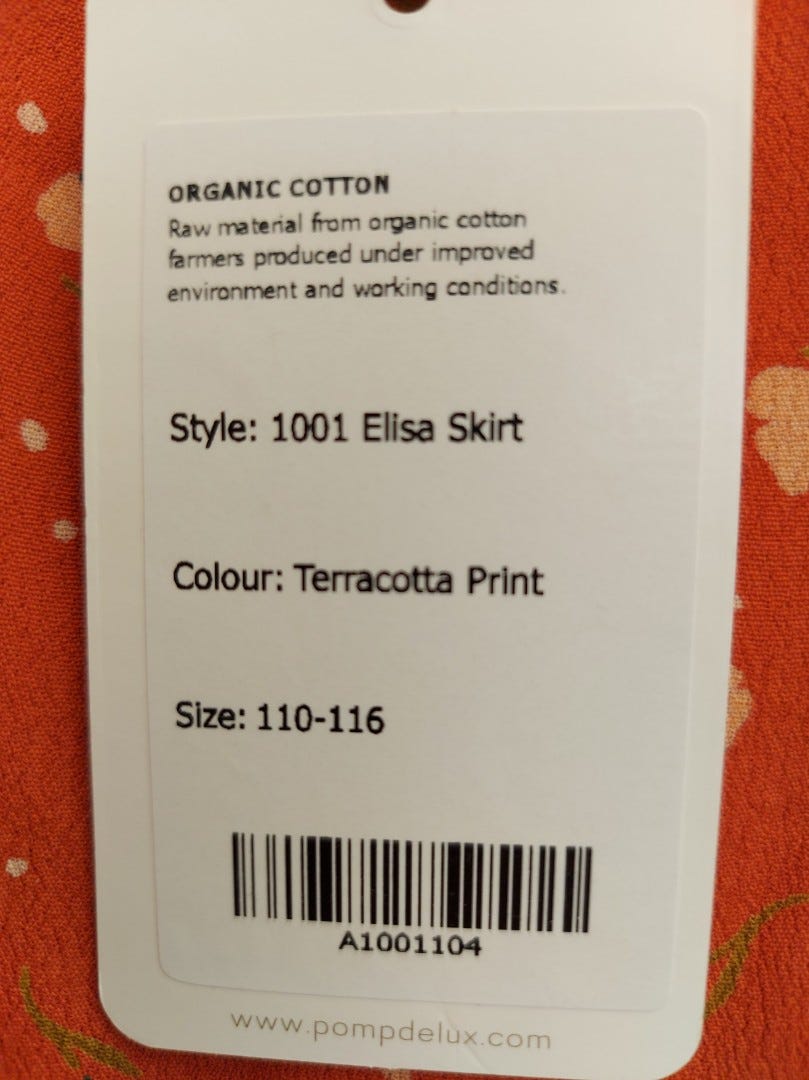 ORGANIC COTTON
Raw material from organic cotton
farmers produced under improved
environment and working conditions.
Style: 1001 Elisa Skirt
Colour: Terracotta Print
Size: 110-116
A1001104
www.pompdelux.com